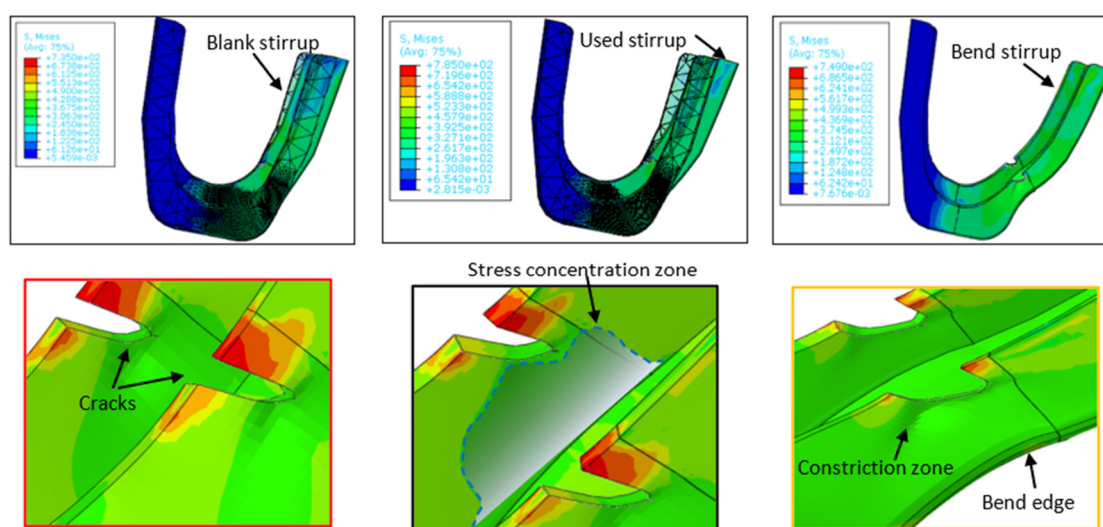 S, Mises
(Avg: 75%)
+7.350e+02
+6.738e+02
+6.125e+02
+5.513e+02
+4.900e+02
+4.288e+02
+3.675e+02
+3.063e+02
+2.450e+02
+1.838e+02
+1.225e+02
+6.126e+01
+5.459e-03
Blank stirrup
S, Mises
(Avg: 75%)
+7.850e+02
+7.196e+02
+6.542e+02
+5.888e+02
+5.233e+02
+4.579e+02
+3.925e+02
+3.271e+02
+2.617e+02
+1.963e+02
+1.308e+02
+6.542e+01
+2.815e-03
Used stirrup
S, Mises
(Avg: 75%)
+7.490e+02
+6.865e+02
+6.241e+02
+5.617e+02
+4.993e+02
+4.369e+02
+3.745e+02
+3.121e+02
+2.497e+02
+1.872e+02
+1.248e+02
+6.242e+01
+7.676e-03
Bend stirrup
Cracks
Stress concentration zone
Constriction zone
Bend edge